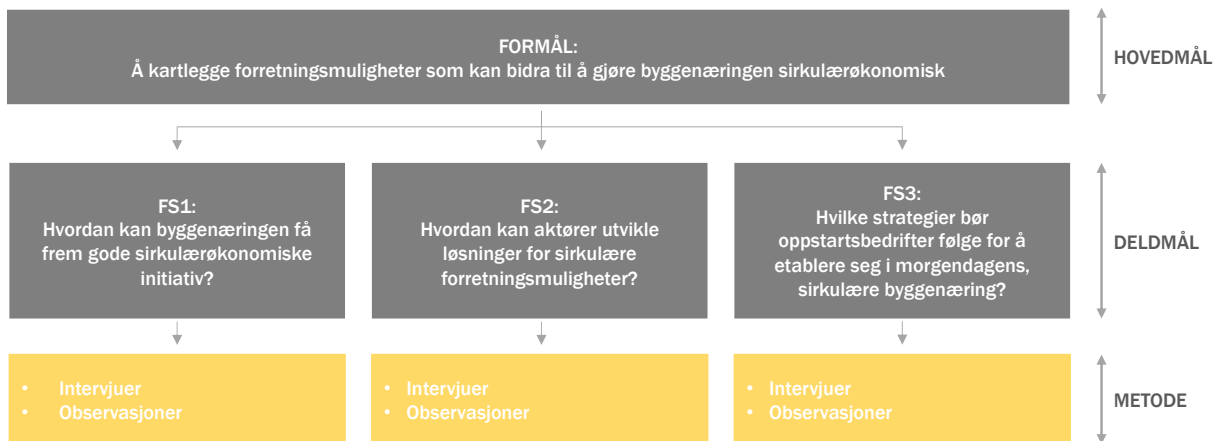 FORMÅL:
Å kartlegge forretningsmuligheter som kan bidra til å gjøre byggenæringen sirkulærøkonomisk
HOVEDMÅL
FS1:
Hvordan kan byggenæringen få
frem gode sirkulærøkonomiske
initiativ?
FS2:
Hvordan kan aktører utvikle
løsninger for sirkulære
forretningsmuligheter?
FS3:
Hvilke strategier bør
oppstartsbedrifter følge for å
etablere seg i morgendagens,
sirkulære byggenæring?
DELDMÅL
• Intervjuer
• Observasjoner
• Intervjuer
• Observasjoner
• Intervjuer
• Observasjoner
METODE